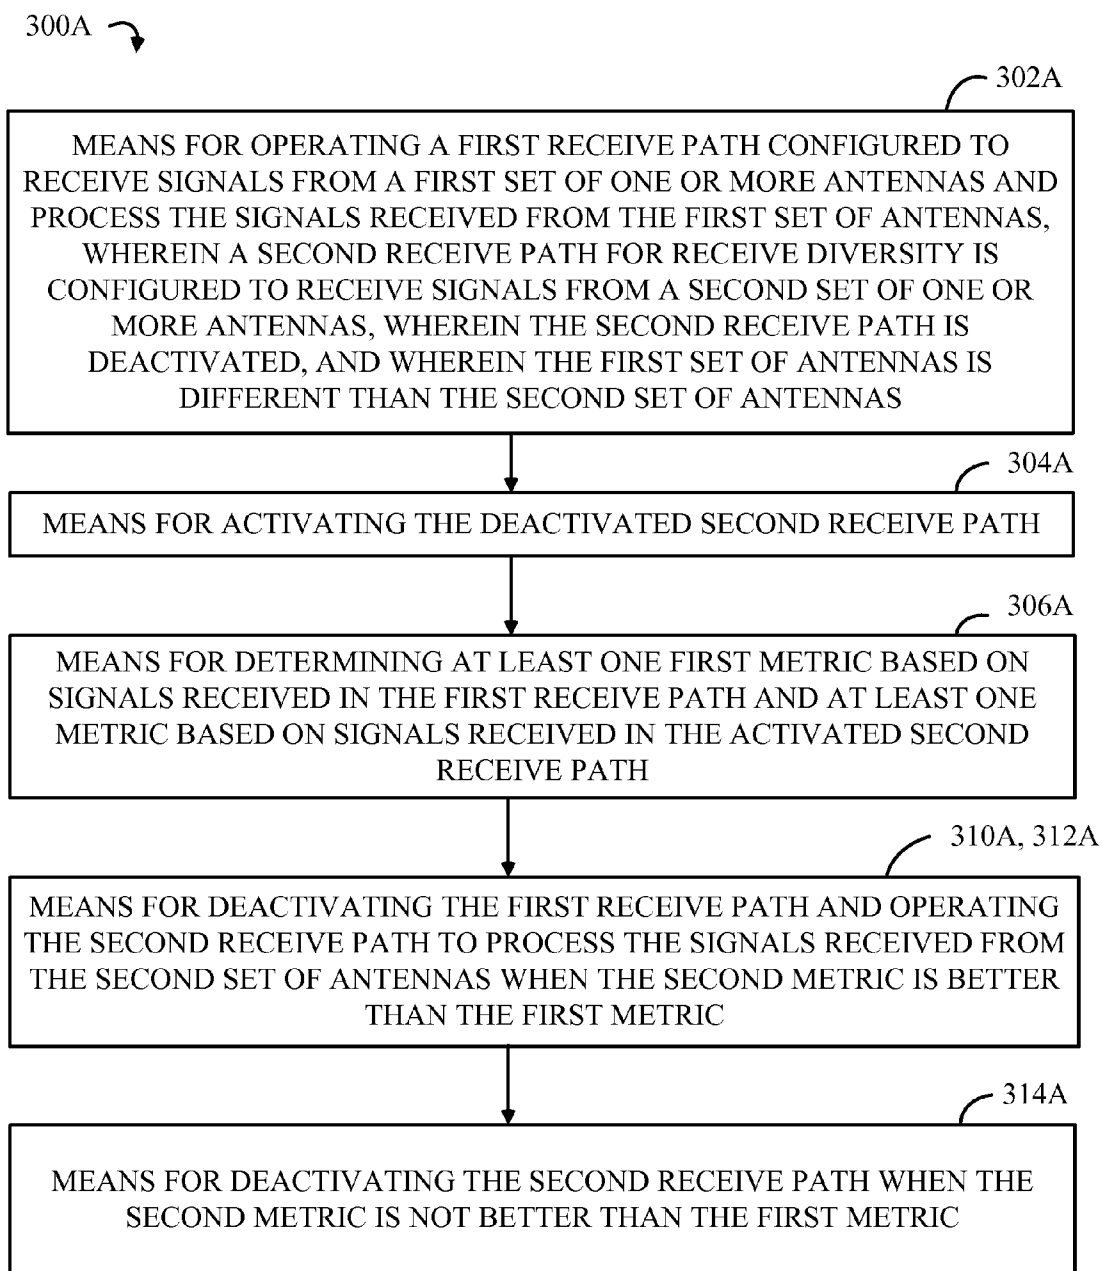 300A
302A
MEANS FOR OPERATING A FIRST RECEIVE PATH CONFIGURED TO
RECEIVE SIGNALS FROM A FIRST SET OF ONE OR MORE ANTENNAS AND
PROCESS THE SIGNALS RECEIVED FROM THE FIRST SET OF ANTENNAS,
WHEREIN A SECOND RECEIVE PATH FOR RECEIVE DIVERSITY IS
CONFIGURED TO RECEIVE SIGNALS FROM A SECOND SET OF ONE OR
MORE ANTENNAS, WHEREIN THE SECOND RECEIVE PATH IS
DEACTIVATED, AND WHEREIN THE FIRST SET OF ANTENNAS IS
DIFFERENT THAN THE SECOND SET OF ANTENNAS
304A
MEANS FOR ACTIVATING THE DEACTIVATED SECOND RECEIVE PATH
306A
MEANS FOR DETERMINING AT LEAST ONE FIRST METRIC BASED ON
SIGNALS RECEIVED IN THE FIRST RECEIVE PATH AND AT LEAST ONE
METRIC BASED ON SIGNALS RECEIVED IN THE ACTIVATED SECOND
RECEIVE PATH
310A, 312A
MEANS FOR DEACTIVATING THE FIRST RECEIVE PATH AND OPERATING
THE SECOND RECEIVE PATH TO PROCESS THE SIGNALS RECEIVED FROM
THE SECOND SET OF ANTENNAS WHEN THE SECOND METRIC IS BETTER
THAN THE FIRST METRIC
314A
MEANS FOR DEACTIVATING THE SECOND RECEIVE PATH WHEN THE
SECOND METRIC IS NOT BETTER THAN THE FIRST METRIC